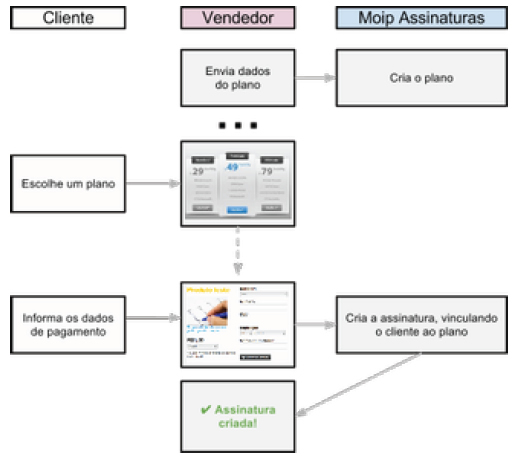 Cliente
Vendedor
Moip Assinaturas
Envia dados
do plano
Cria o plano
Escolhe um plano
29
49
79
Informa os dados
de pagamento
Cria a assinatura, vinculando
o cliente ao plano
✔ Assinatura
criada!